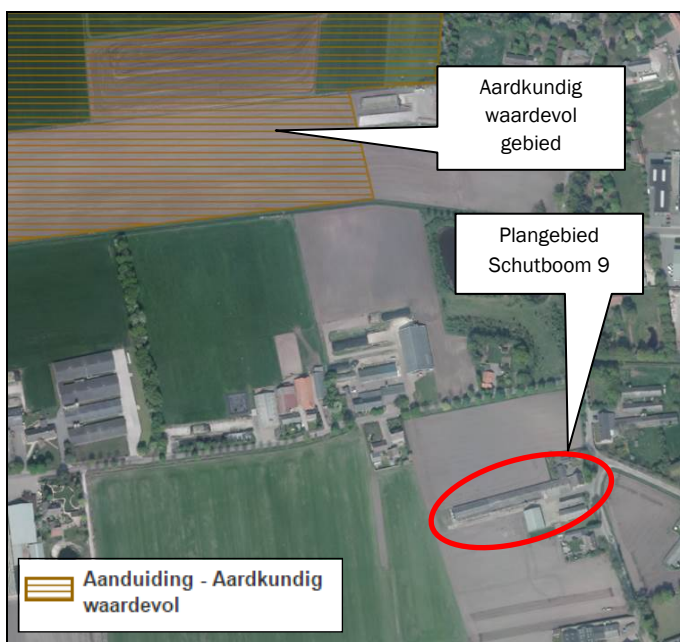 Aardkundig
waardevol
gebied
Plangebied
Schutboom 9
Aanduiding - Aardkundig
waardevol